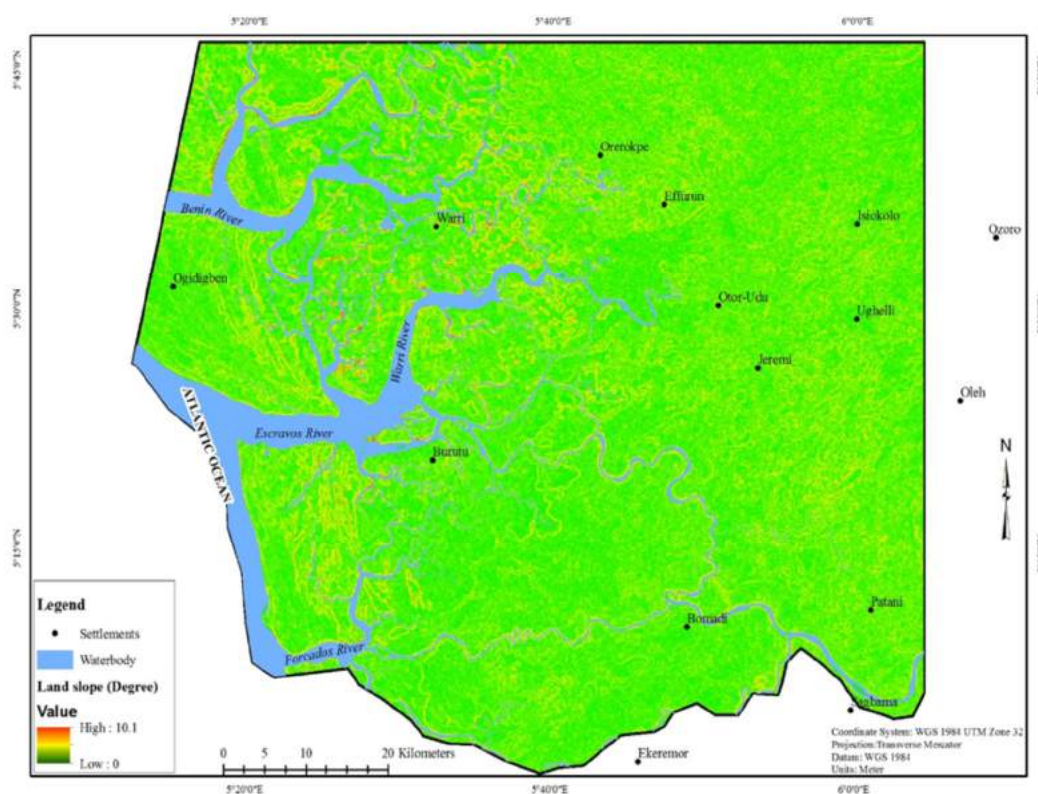 5°20'0"E 5°40'0"E 6°0'0"E
5°45'0"N
Orerokpe
Effurun
Benin River
Warri
Isiokolo
Ozoro
Ogidigben
5°30'0"N
Otor-Udu
Ughelli
Warri River
Jeremi
Oleh
ATLANTIC OCEAN
Escravos River
N
Burutu
5°15'0"N
Legend
Settlements
Waterbody
Land slope (Degree)
Value
High : 10.1
Low : 0
Patani
Bomadi
Forcados River
Ekeremor
0 5 10 20 Kilometers
Coordinate System: WGS 1984 UTM Zone 32
Projection:Transverse Mercator
Datum: WGS 1984
Units: Meter
5°20'0"E 5°40'0"E 6°0'0"E